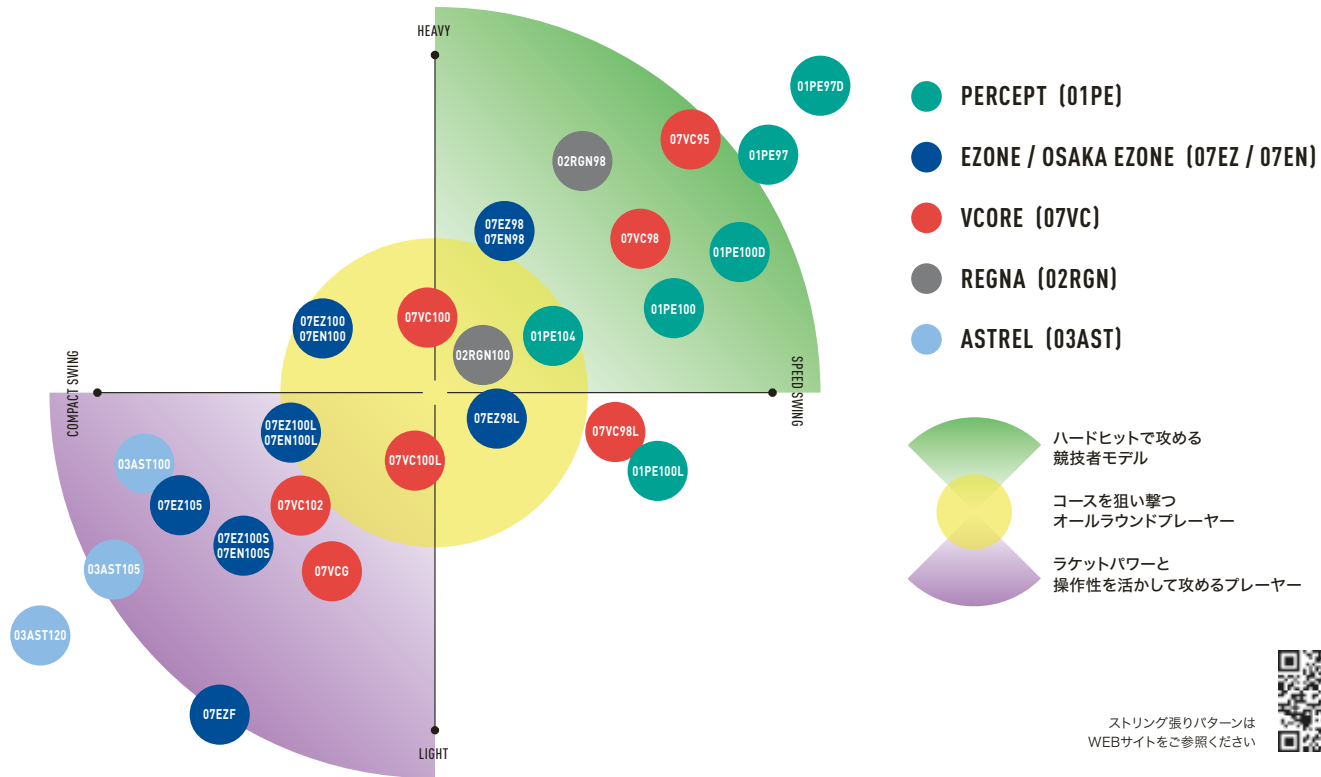 HEAVY
01PE97D
07VC95
01PE97
02RGN98
07EZ98
07EN98
07VC98
01PE100D
01PE100
07EZ100
07EN100
07VC100
01PE104
02RGN100
COMPACT SWING
SPEED SWING
07EZ98L
07EZ100L
07EN100L
07VC98L
07VC100L
01PE100L
03AST100
07EZ105
07VC102
07EZ100S
07EN100S
03AST105
07VCG
03AST120
07EZF
LIGHT
PERCEPT (01PE)
EZONE / OSAKA EZONE (07EZ / 07EN)
VCORE (07VC)
REGNA (02RGN)
ASTREL (03AST)
ハードヒットで攻める
競技者モデル
コースを狙い撃つ
オールラウンドプレーヤー
ラケットパワーと
操作性を活かして攻めるプレーヤー
ストリング張りパターンは
WEBサイトをご参照ください